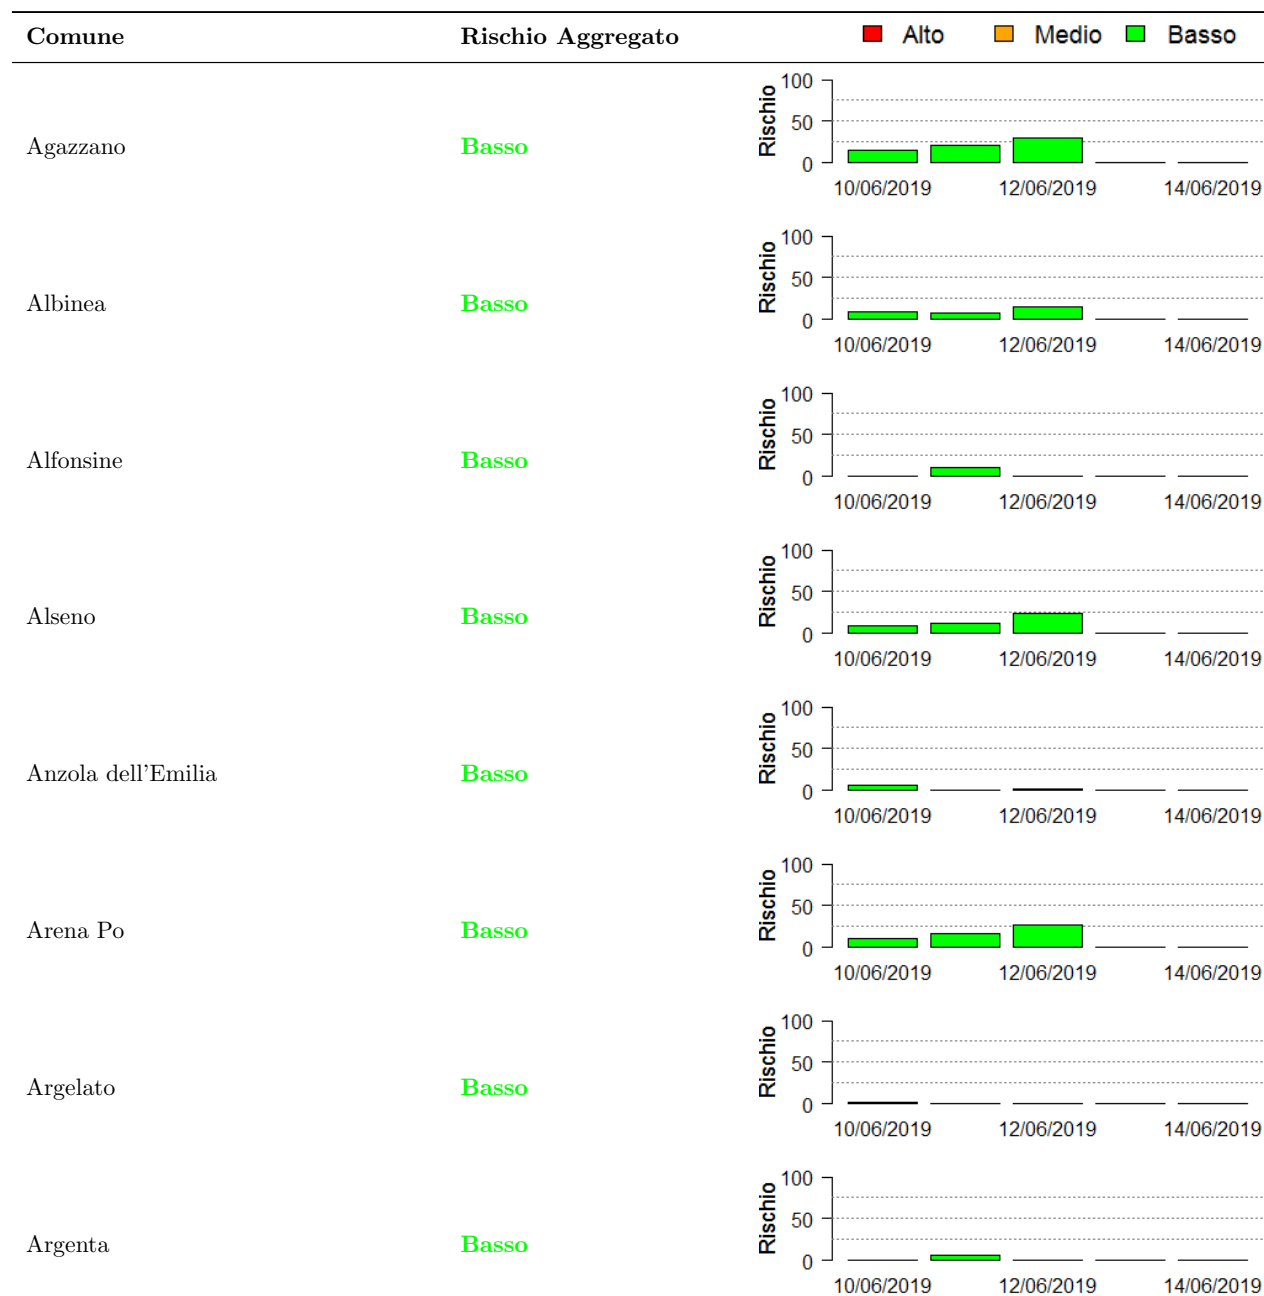 Comune Rischio Aggregato Alto Medio Basso
100
50
0
Rischio
Agazzano Basso
10/06/2019 12/06/2019 14/06/2019
100
50
0
Rischio
Albinea Basso
10/06/2019 12/06/2019 14/06/2019
100
50
0
Rischio
Alfonsine Basso
10/06/2019 12/06/2019 14/06/2019
100
50
0
Rischio
Alseno Basso
10/06/2019 12/06/2019 14/06/2019
100
50
0
Rischio
Anzola dell'Emilia Basso
10/06/2019 12/06/2019 14/06/2019
100
50
0
Rischio
Arena Po Basso
10/06/2019 12/06/2019 14/06/2019
100
50
0
Rischio
Argelato Basso
10/06/2019 12/06/2019 14/06/2019
100
50
0
Rischio
Argenta Basso
10/06/2019 12/06/2019 14/06/2019